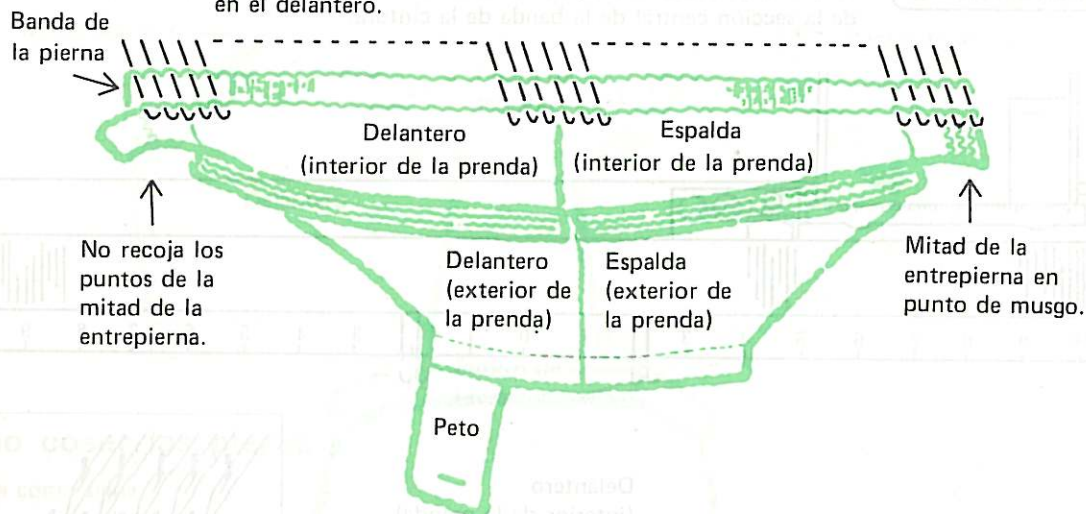 en el delantero.
Banda de
la pierna
Delantero
(interior de la prenda)
Espalda
(interior de la prenda)
No recoja los
puntos de la
mitad de la
entrepierna.
Delantero
(exterior de
la prenda)
Espalda
(exterior de
la prenda)
Mitad de la
entrepierna en
punto de musgo.
Peto